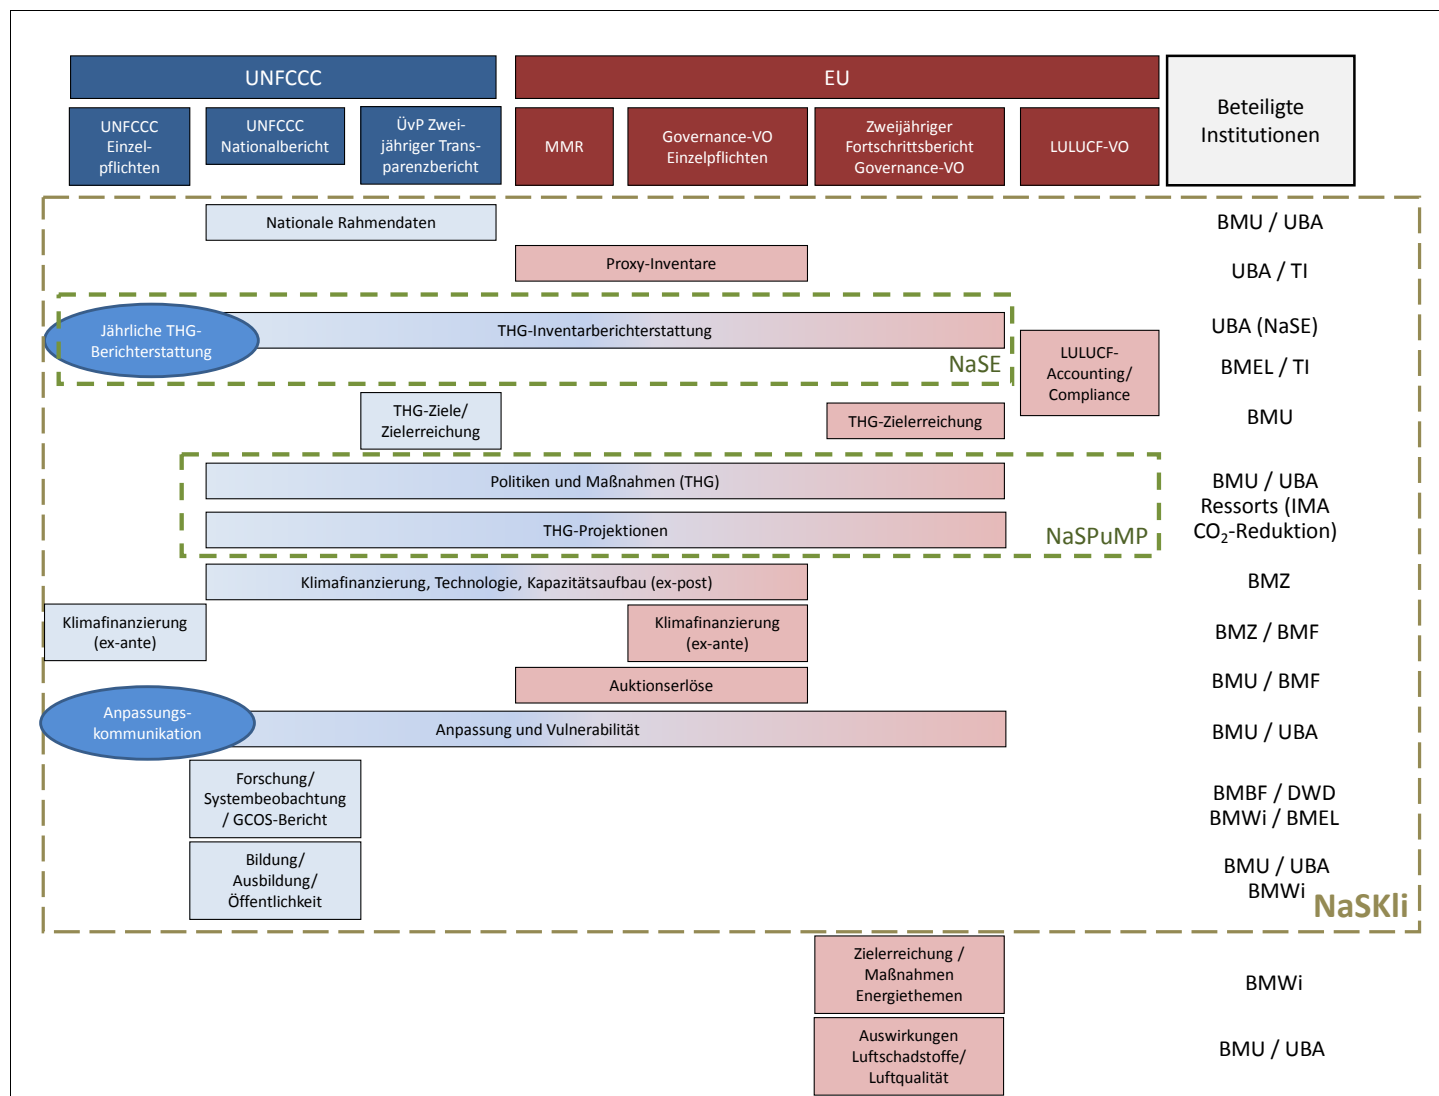 UNFCCC
EU
Beteiligte
Institutionen
UNFCCC
Einzel-
pflichten
UNFCCC
Nationalbericht
ÜvP Zwei-
jähriger Trans-
parenzbericht
MMR
Governance-VO
Einzelpflichten
Zweijähriger
Fortschrittsbericht
Governance-VO
LULUCF-VO
Nationale Rahmendaten
BMU / UBA
Proxy-Inventare
UBA / TI
Jährliche THG-
Berichterstattung
THG-Inventarberichterstattung
NaSE
UBA (NaSE)
LULUCF-
Accounting/
Compliance
BMEL / TI
THG-Ziele/
Zielerreichung
THG-Zielerreichung
BMU
Politiken und Maßnahmen (THG)
THG-Projektionen
NaSPuMP
BMU / UBA
Ressorts (IMA
CO₂-Reduktion)
Klimafinanzierung, Technologie, Kapazitätsaufbau (ex-post)
BMZ
Klimafinanzierung
(ex-ante)
Klimafinanzierung
(ex-ante)
BMZ / BMF
Auktionserlöse
BMU / BMF
Anpassungs-
kommunikation
Anpassung und Vulnerabilität
BMU / UBA
Forschung/
Systembeobachtung
/ GCOS-Bericht
BMBF / DWD
BMWi / BMEL
Bildung/
Ausbildung/
Öffentlichkeit
BMU / UBA
BMWi
NaSKli
Zielerreichung /
Maßnahmen
Energiethemen
BMWi
Auswirkungen
Luftschadstoffe/
Luftqualität
BMU / UBA